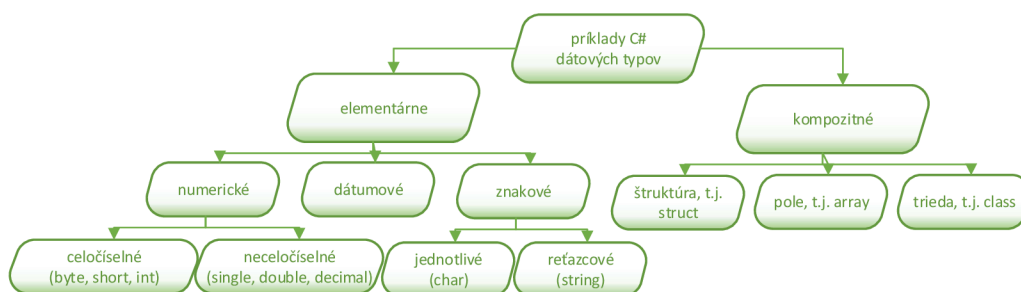 príklady C#
dátových typov
elementárne
kompozitné
numerické
dátumové
znakové
štruktúra, t.j.
struct
pole, t.j. array
trieda, t.j. class
celočíselné
(byte, short, int)
neceločíselné
(single, double, decimal)
jednotlivé
(char)
reťazcové
(string)